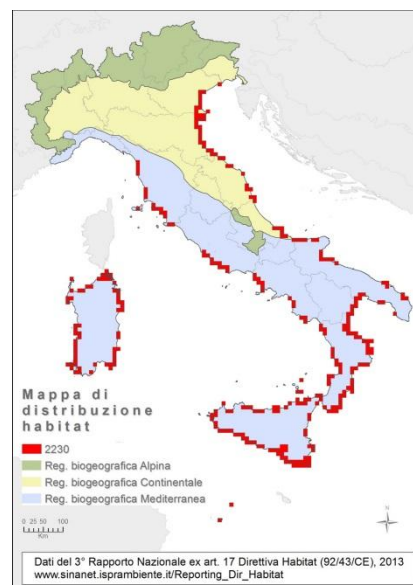 Mappa di
distribuzione
habitat
2230
Reg. biogeografica Alpina
Reg. biogeografica Continentale
Reg. biogeografica Mediterranea
0 25 50 100
Km
N
Dati del 3° Rapporto Nazionale ex art. 17 Direttiva Habitat (92/43/CE), 2013
www.sinanet.isprambiente.it/Reporting_Dir_Habitat